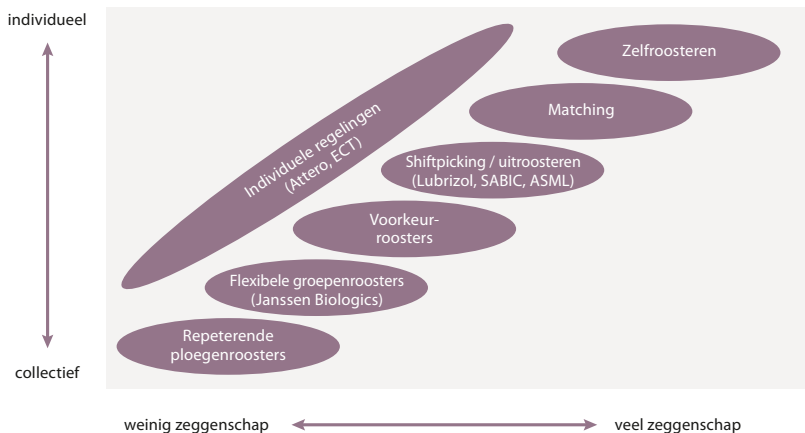 individueel
Zelfroosteren
Matching
Individuele regelingen
(Attero, ECT)
Shiftpicking / uitroosteren
(Lubrizol, SABIC, ASML)
Voorkeur-
roosters
Flexibele groepenroosters
(Janssen Biologics)
Repeterende
ploegenroosters
collectief
weinig zeggenschap
veel zeggenschap